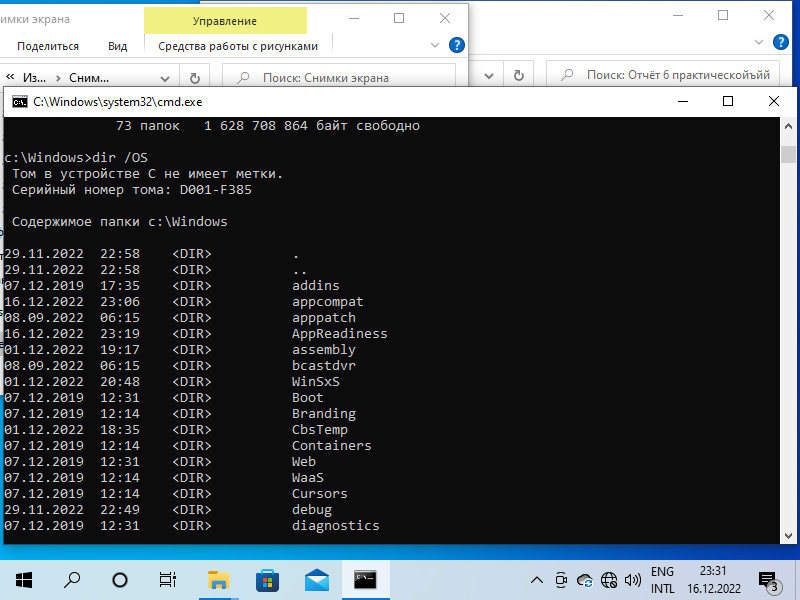 имки экрана
Управление
Поделиться Вид Средства работы с рисунками
« Из... › Сним...
Поиск: Снимки экрана
Поиск: Отчёт 6 практическойъйй
C:\Windows\system32\cmd.exe
73 папок 1 628 708 864 байт свободно
c:\Windows>dir /OS
Том в устройстве C не имеет метки.
Серийный номер тома: D001-F385
Содержимое папки c:\Windows
29.11.2022 22:58 <DIR> .
29.11.2022 22:58 <DIR> ..
07.12.2019 17:35 <DIR> addins
16.12.2022 23:06 <DIR> appcompat
08.09.2022 06:15 <DIR> apppatch
16.12.2022 23:19 <DIR> AppReadiness
01.12.2022 19:17 <DIR> assembly
08.09.2022 06:15 <DIR> bcastdvr
01.12.2022 20:48 <DIR> WinSxS
07.12.2019 12:31 <DIR> Boot
07.12.2019 12:14 <DIR> Branding
01.12.2022 18:35 <DIR> CbsTemp
07.12.2019 12:14 <DIR> Containers
07.12.2019 12:31 <DIR> Web
07.12.2019 12:14 <DIR> WaaS
07.12.2019 12:14 <DIR> Cursors
29.11.2022 22:49 <DIR> debug
07.12.2019 12:31 <DIR> diagnostics
ENG 23:31
INTL 16.12.2022 3